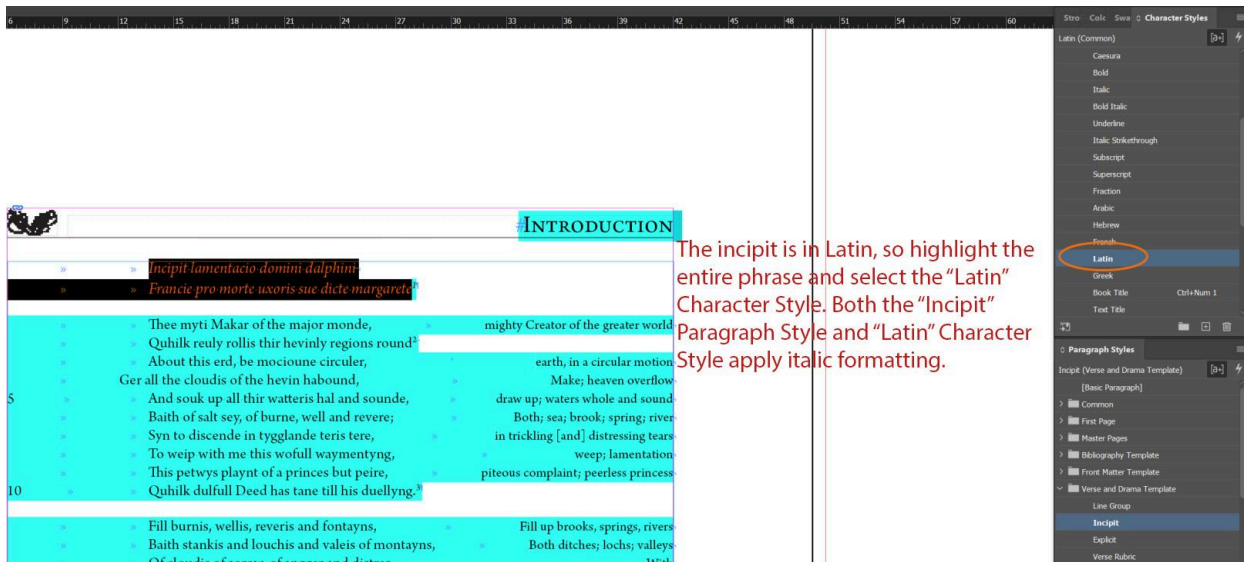 6 9 12 15 18 21 24 27 30 33 36 39 42 45 48 51 54 57 60
Stro Colc Swa Character Styles
Latin (Common) [a+]
Caesura
Bold
Italic
Bold Italic
Underline
Italic Strikethrough
Subscript
Superscript
Fraction
Arabic
Hebrew
French
Latin
Greek
Book Title Ctrl+Num 1
Text Title
Paragraph Styles
Incipit (Verse and Drama Template) [a+]
[Basic Paragraph]
Common
First Page
Master Pages
Bibliography Template
Front Matter Template
Verse and Drama Template
Line Group
Incipit
Explicit
Verse Rubric
#INTRODUCTION
Incipit lamentacio domini dalphini
Francie pro morte uxoris sue dicte margarete¹
Thee myti Makar of the major monde, mighty Creator of the greater world
Quhilk reuly rollis thir hevinly regions round²
About this erd, be mocioune circuler, earth, in a circular motion
Ger all the cloudis of the hevin habound, Make; heaven overflow
5 And souk up all thir watteris hal and sounde, draw up; waters whole and sound
Baith of salt sey, of burne, well and revere; Both; sea; brook; spring; river
Syn to discende in tygglande teris tere, in trickling [and] distressing tears
To weip with me this wofull waymentyng, weep; lamentation
This petwys playnt of a princes but peire, piteous complaint; peerless princess
10 Quhilk dulfull Deed has tane till his duellyng.³
Fill burnis, wellis, reveris and fontayns, Fill up brooks, springs, rivers
Baith stankis and louchis and valeis of montayns, Both ditches; lochs; valleys
The incipit is in Latin, so highlight the
entire phrase and select the “Latin”
Character Style. Both the “Incipit”
Paragraph Style and “Latin” Character
Style apply italic formatting.